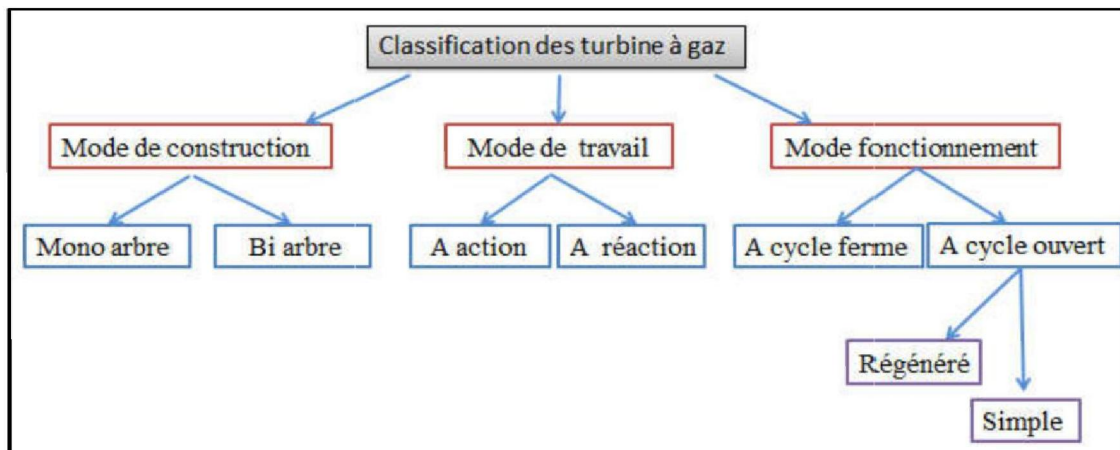 Classification des turbine à gaz
Mode de construction
Mode de travail
Mode fonctionnement
Mono arbre
Bi arbre
A action
A réaction
A cycle ferme
A cycle ouvert
Régénéré
Simple